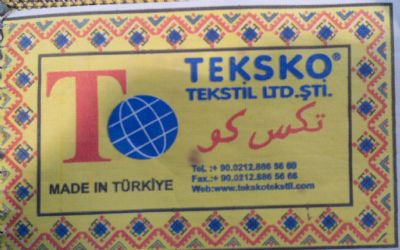 T
TEKSKO®
TEKSTİL LTD.ŞTİ.
تكس كو
Tel.:+ 90.0212.886 56 60
Fax.:+ 90.0212.886 56 66
Web:www.tekskotekstil.com
MADE IN TÜRKİYE